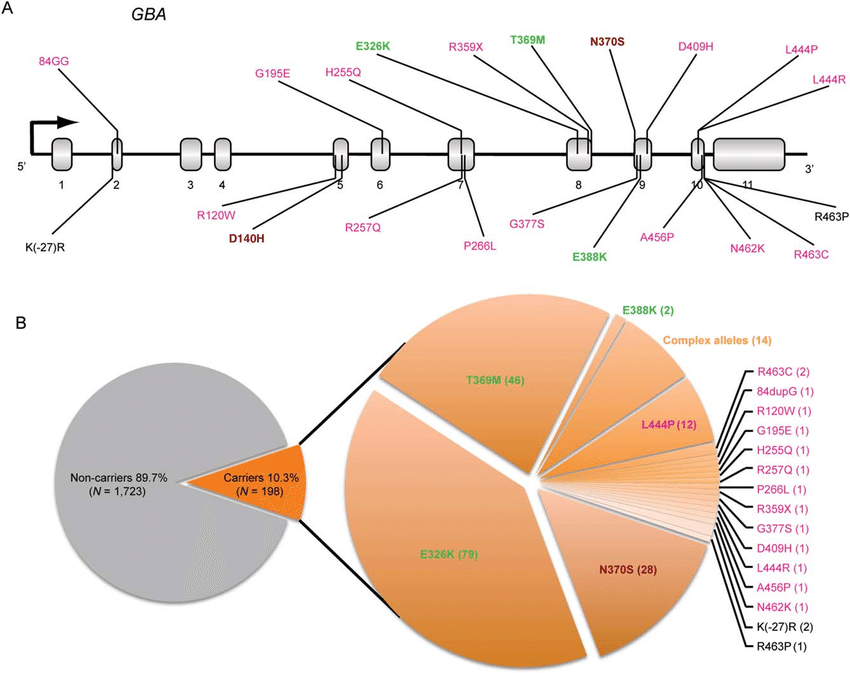 A
GBA
84GG
G195E
H255Q
E326K
R359X
T369M
N370S
D409H
L444P
L444R
5'
3'
1
2
3
4
5
6
7
8
9
10
11
K(-27)R
R120W
D140H
R257Q
P266L
G377S
E388K
A456P
N462K
R463C
R463P
B
Non-carriers 89.7%
(N = 1,723)
Carriers 10.3%
(N = 198)
T369M (46)
E388K (2)
Complex alleles (14)
L444P (12)
E326K (79)
N370S (28)
R463C (2)
84dupG (1)
R120W (1)
G195E (1)
H255Q (1)
R257Q (1)
P266L (1)
R359X (1)
G377S (1)
D409H (1)
L444R (1)
A456P (1)
N462K (1)
K(-27)R (2)
R463P (1)